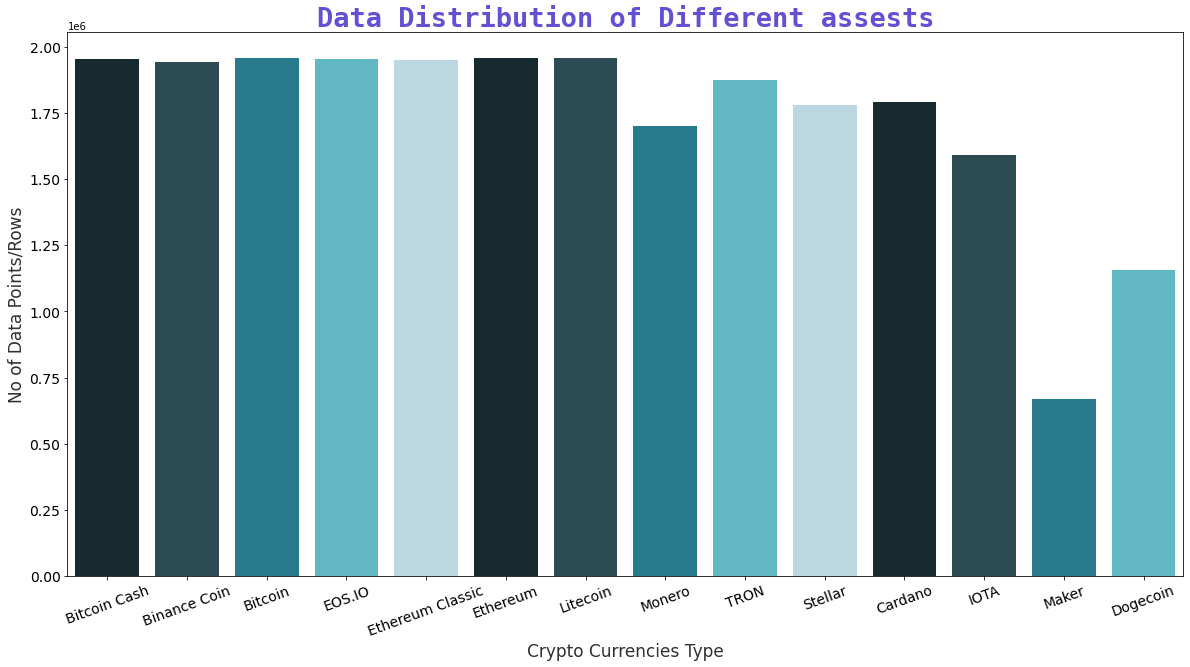 Data Distribution of Different assests
1e6
2.00
1.75
1.50
1.25
1.00
0.75
0.50
0.25
0.00
No of Data Points/Rows
Bitcoin Cash
Binance Coin
Bitcoin
EOS.IO
Ethereum Classic
Ethereum
Litecoin
Monero
TRON
Stellar
Cardano
IOTA
Maker
Dogecoin
Crypto Currencies Type